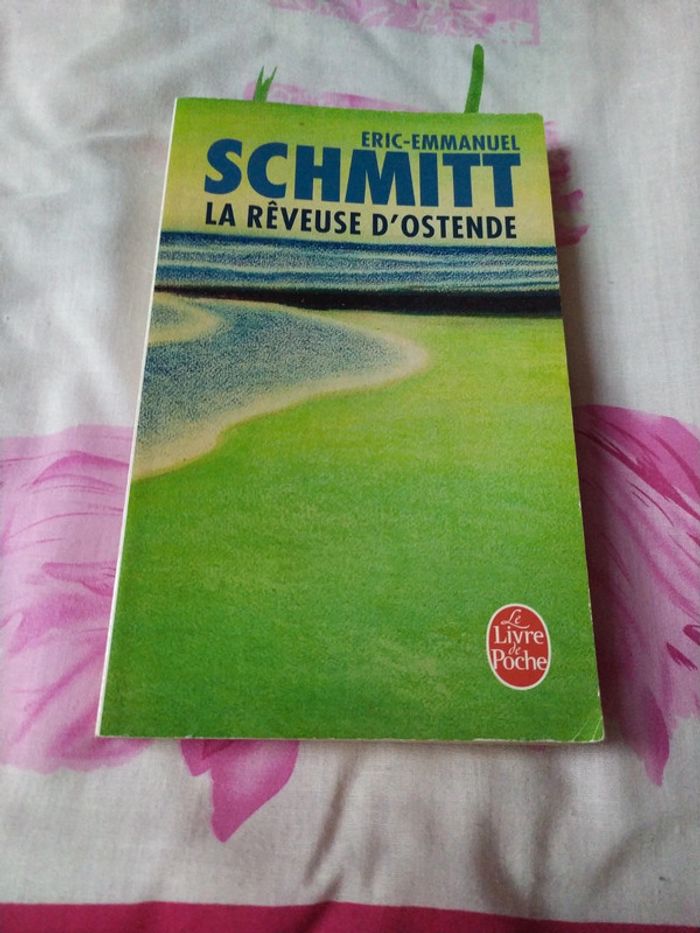 ERIC-EMMANUEL
SCHMITT
LA RÊVEUSE D'OSTENDE
Le
Livre
de
Poche